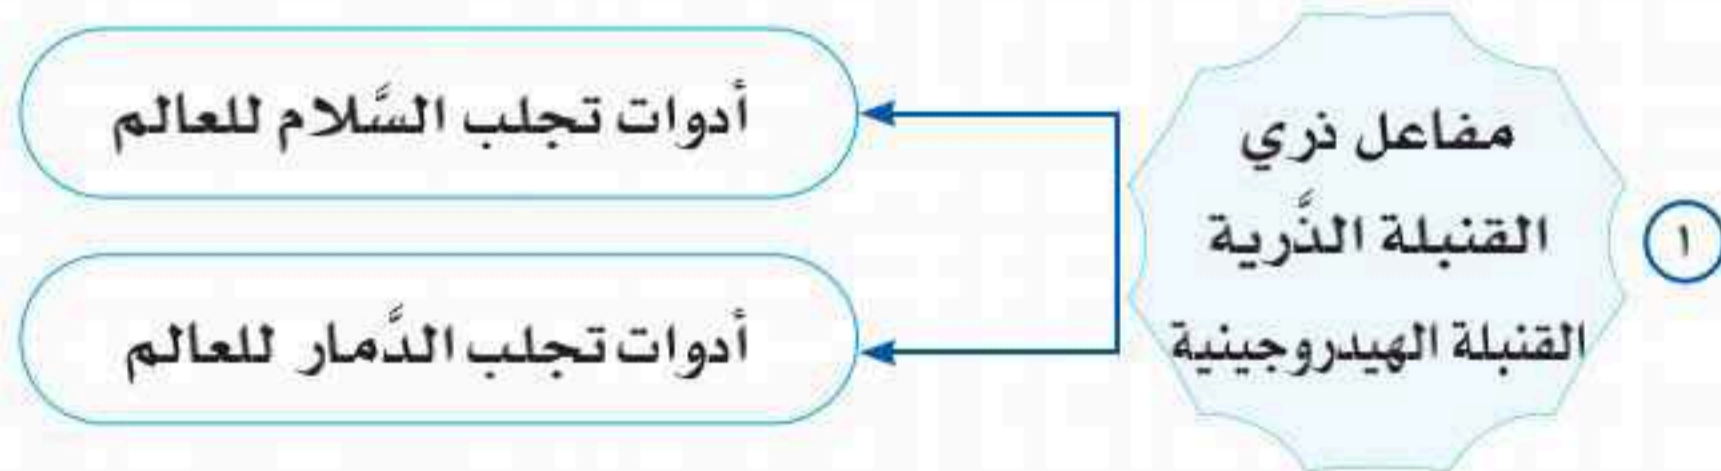 ١
مفاعل ذري
القنبلة الذَّرية
القنبلة الهيدروجينية
أدوات تجلب السَّلام للعالم
أدوات تجلب الدَّمار للعالم